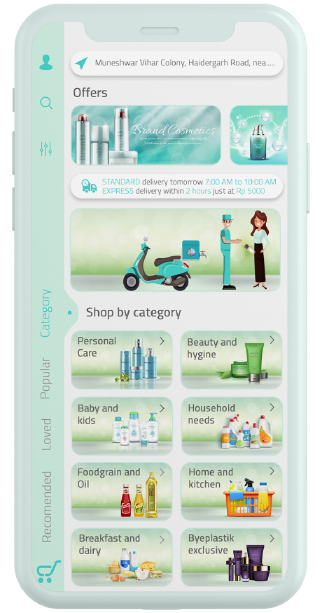 Muneshwar Vihar Colony, Haidergarh Road, nea....
Offers
Brand Cosmetics
STANDARD delivery tomorrow 7:00 AM to 10:00 AM
EXPRESS delivery within 2 hours just at Rp 5000
Shop by category
Personal
Care
Beauty and
hygine
Baby and
kids
Household
needs
Foodgrain and
Oil
Home and
kitchen
Breakfast and
dairy
Byeplastik
exclusive
Category
Popular
Loved
Recomended